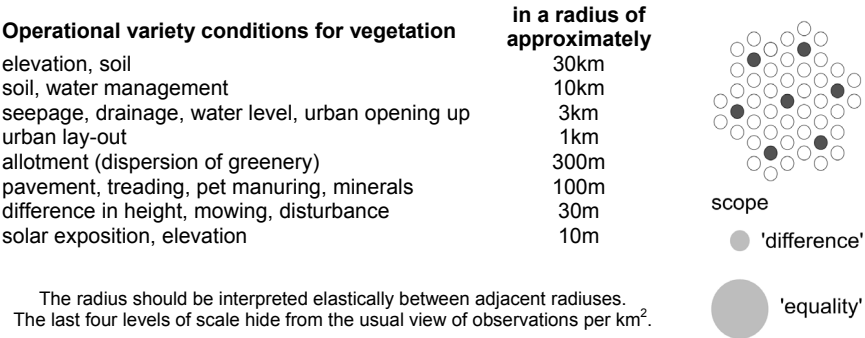 Operational variety conditions for vegetation in a radius of approximately
elevation, soil 30km
soil, water management 10km
seepage, drainage, water level, urban opening up 3km
urban lay-out 1km
allotment (dispersion of greenery) 300m
pavement, treading, pet manuring, minerals 100m
difference in height, mowing, disturbance 30m
solar exposition, elevation 10m
The radius should be interpreted elastically between adjacent radiuses.
The last four levels of scale hide from the usual view of observations per km².
scope
'difference'
'equality'